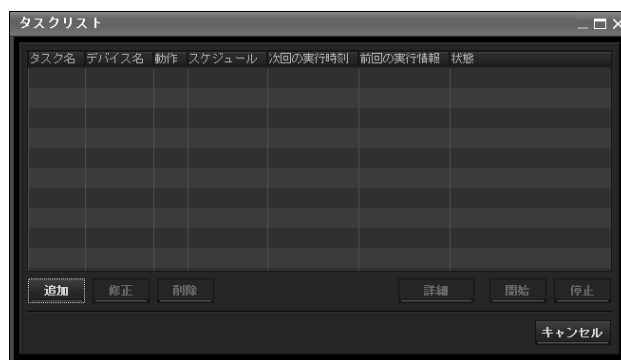 タスクリスト
タスク名 デバイス名 動作 スケジュール 次回の実行時刻 前回の実行情報 状態
追加 修正 削除 詳細 開始 停止
キャンセル